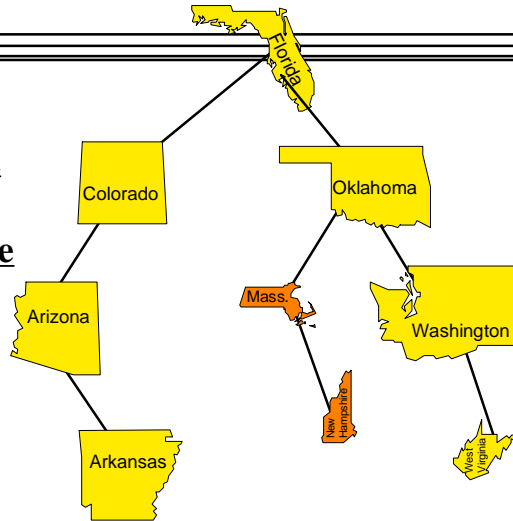 Florida
Colorado
Oklahoma
e
Mass.
Arizona
Washington
New
Hampshire
West
Virginia
Arkansas